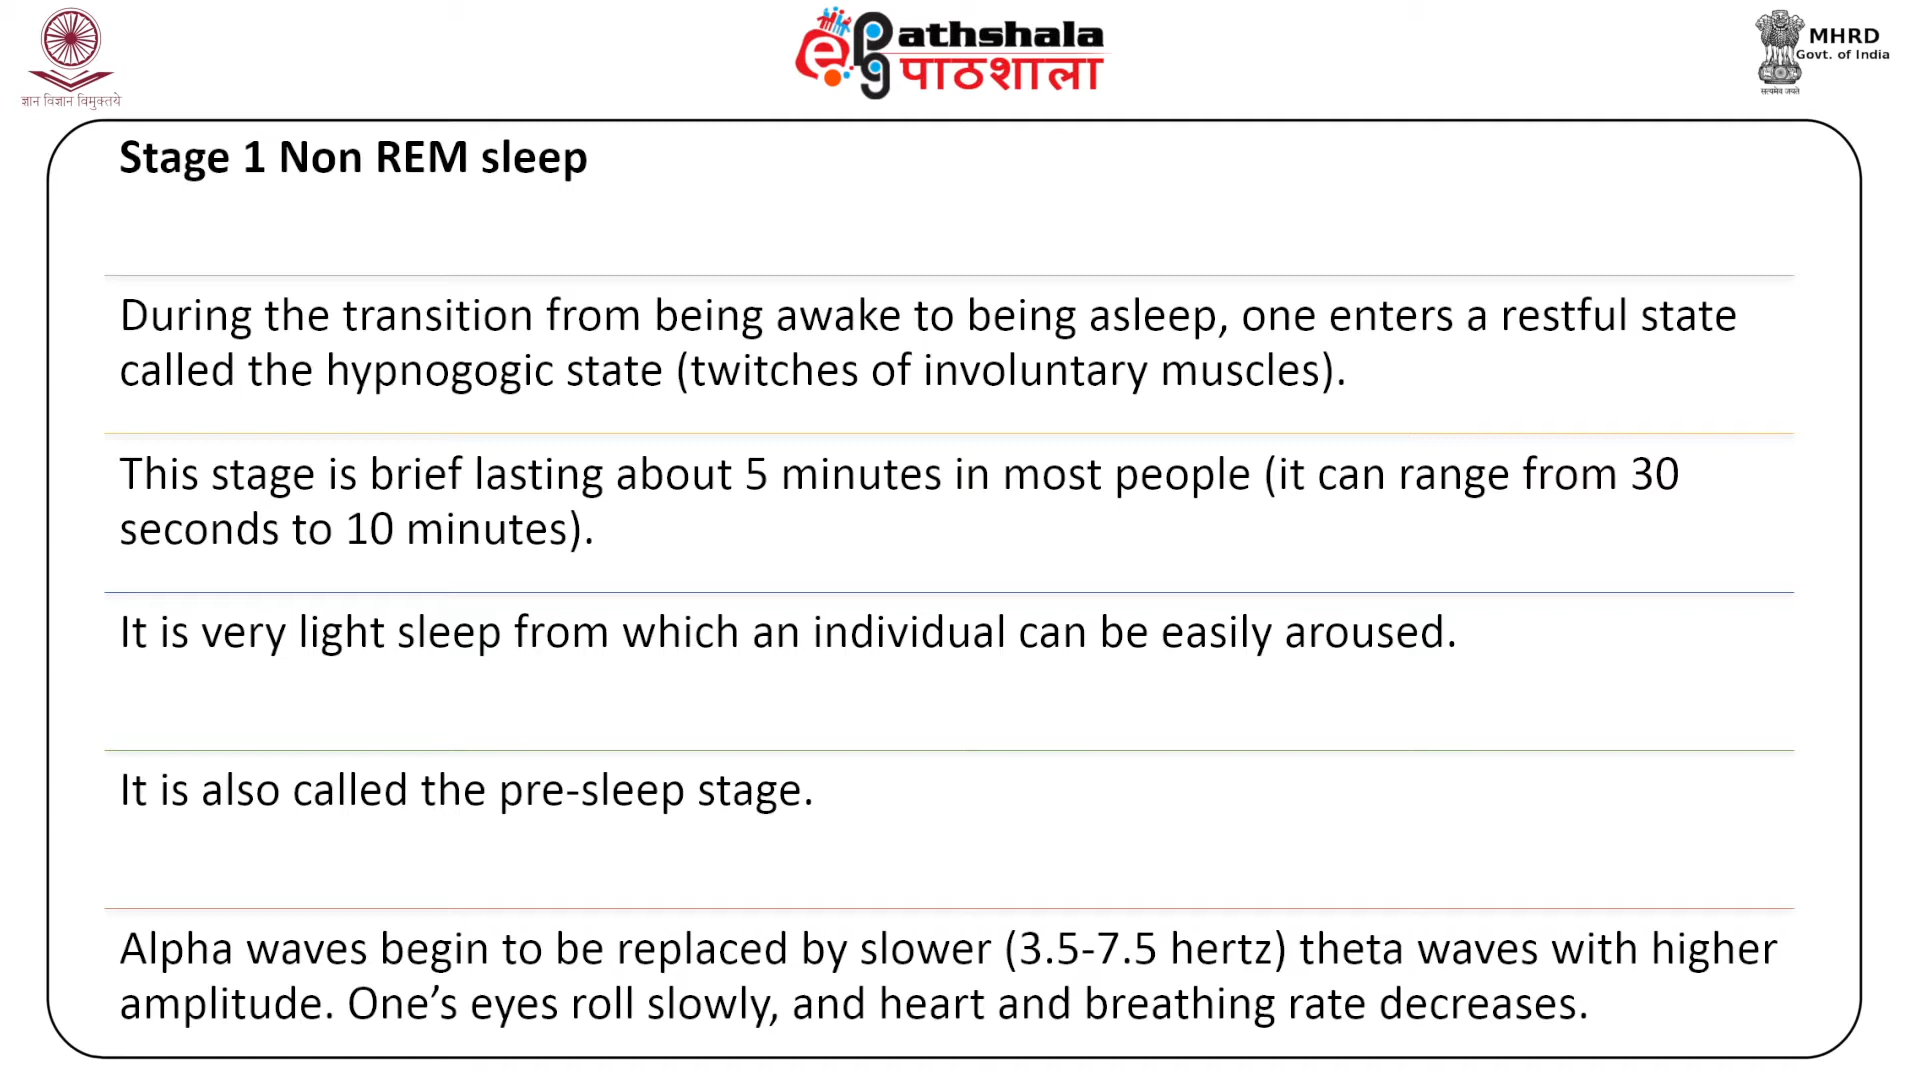 ज्ञान विज्ञान विमुक्तये
ePg Pathshala
पाठशाला
MHRD
Govt. of India
सत्यमेव जयते
Stage 1 Non REM sleep
During the transition from being awake to being asleep, one enters a restful state
called the hypnogogic state (twitches of involuntary muscles).
This stage is brief lasting about 5 minutes in most people (it can range from 30
seconds to 10 minutes).
It is very light sleep from which an individual can be easily aroused.
It is also called the pre-sleep stage.
Alpha waves begin to be replaced by slower (3.5-7.5 hertz) theta waves with higher
amplitude. One’s eyes roll slowly, and heart and breathing rate decreases.